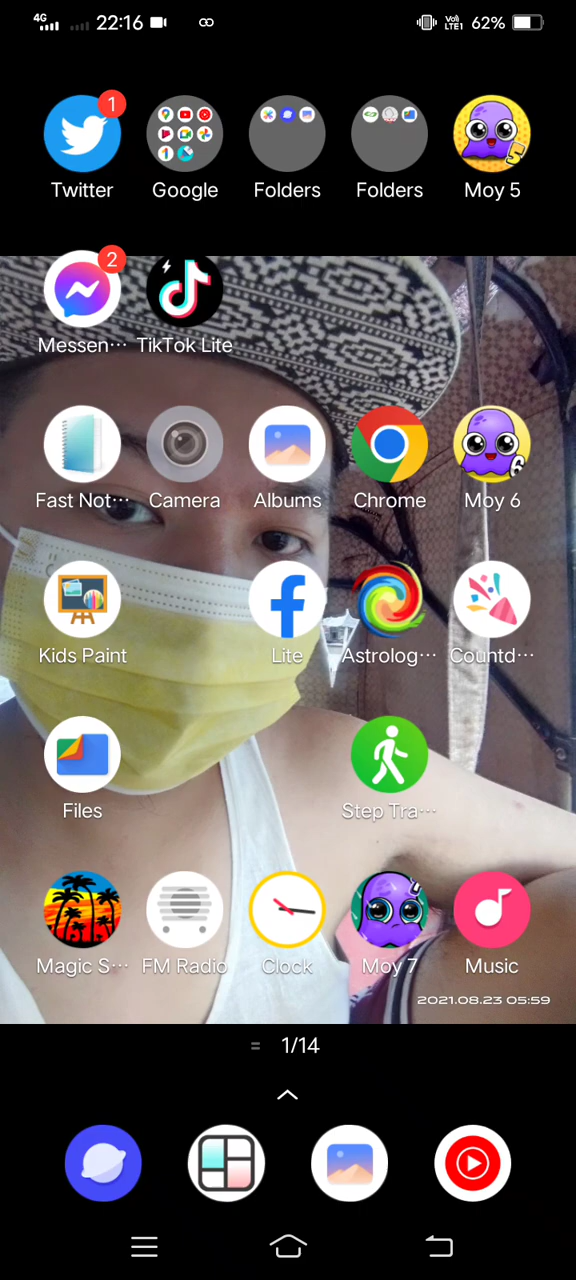 4G 22:16 Vo) LTE1 62%
1
Twitter Google Folders Folders Moy 5
2
Messen··· TikTok Lite
Fast Not··· Camera Albums Chrome Moy 6
Kids Paint Lite Astrolog··· Countd···
Files Step Tra···
Magic S··· FM Radio Clock Moy 7 Music
2021.08.23 05:59
1/14